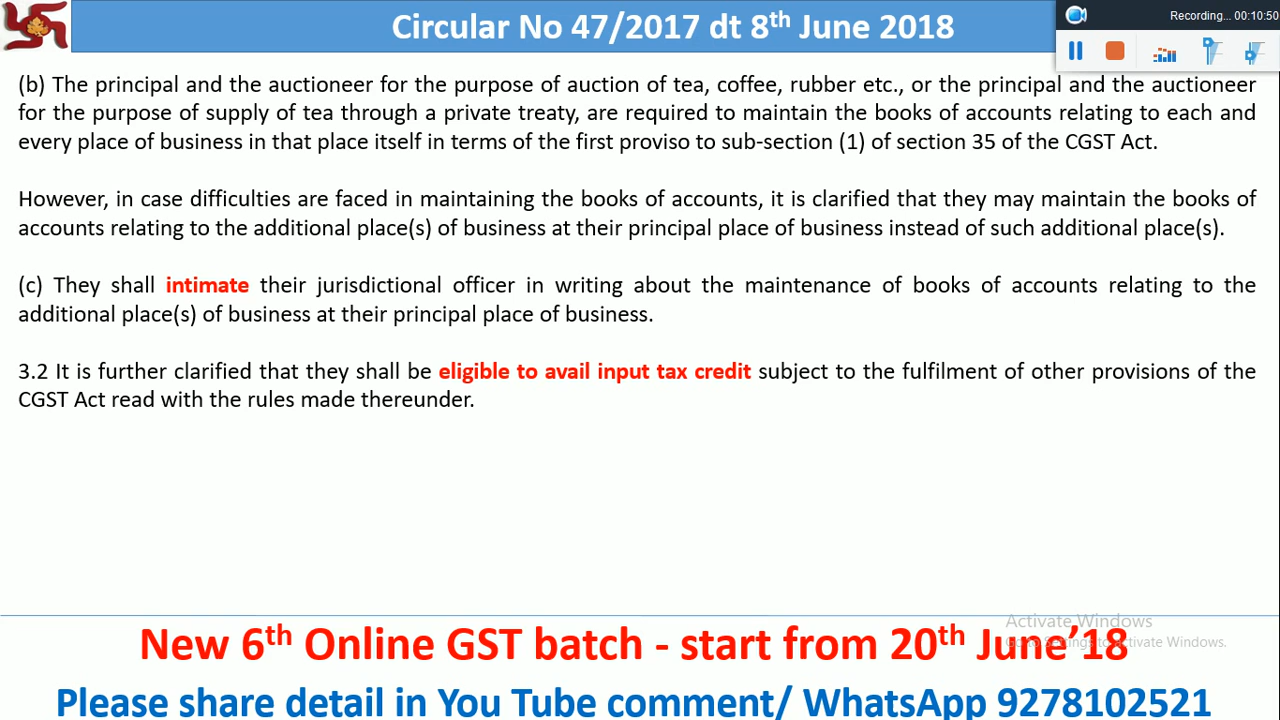 Circular No 47/2017 dt 8th June 2018
Recording... 00:10:50
(b) The principal and the auctioneer for the purpose of auction of tea, coffee, rubber etc., or the principal and the auctioneer
for the purpose of supply of tea through a private treaty, are required to maintain the books of accounts relating to each and
every place of business in that place itself in terms of the first proviso to sub-section (1) of section 35 of the CGST Act.
However, in case difficulties are faced in maintaining the books of accounts, it is clarified that they may maintain the books of
accounts relating to the additional place(s) of business at their principal place of business instead of such additional place(s).
(c) They shall intimate their jurisdictional officer in writing about the maintenance of books of accounts relating to the
additional place(s) of business at their principal place of business.
3.2 It is further clarified that they shall be eligible to avail input tax credit subject to the fulfilment of other provisions of the
CGST Act read with the rules made thereunder.
Activate Windows
Go to Settings to activate Windows.
New 6th Online GST batch - start from 20th June'18
Please share detail in You Tube comment/ WhatsApp 9278102521